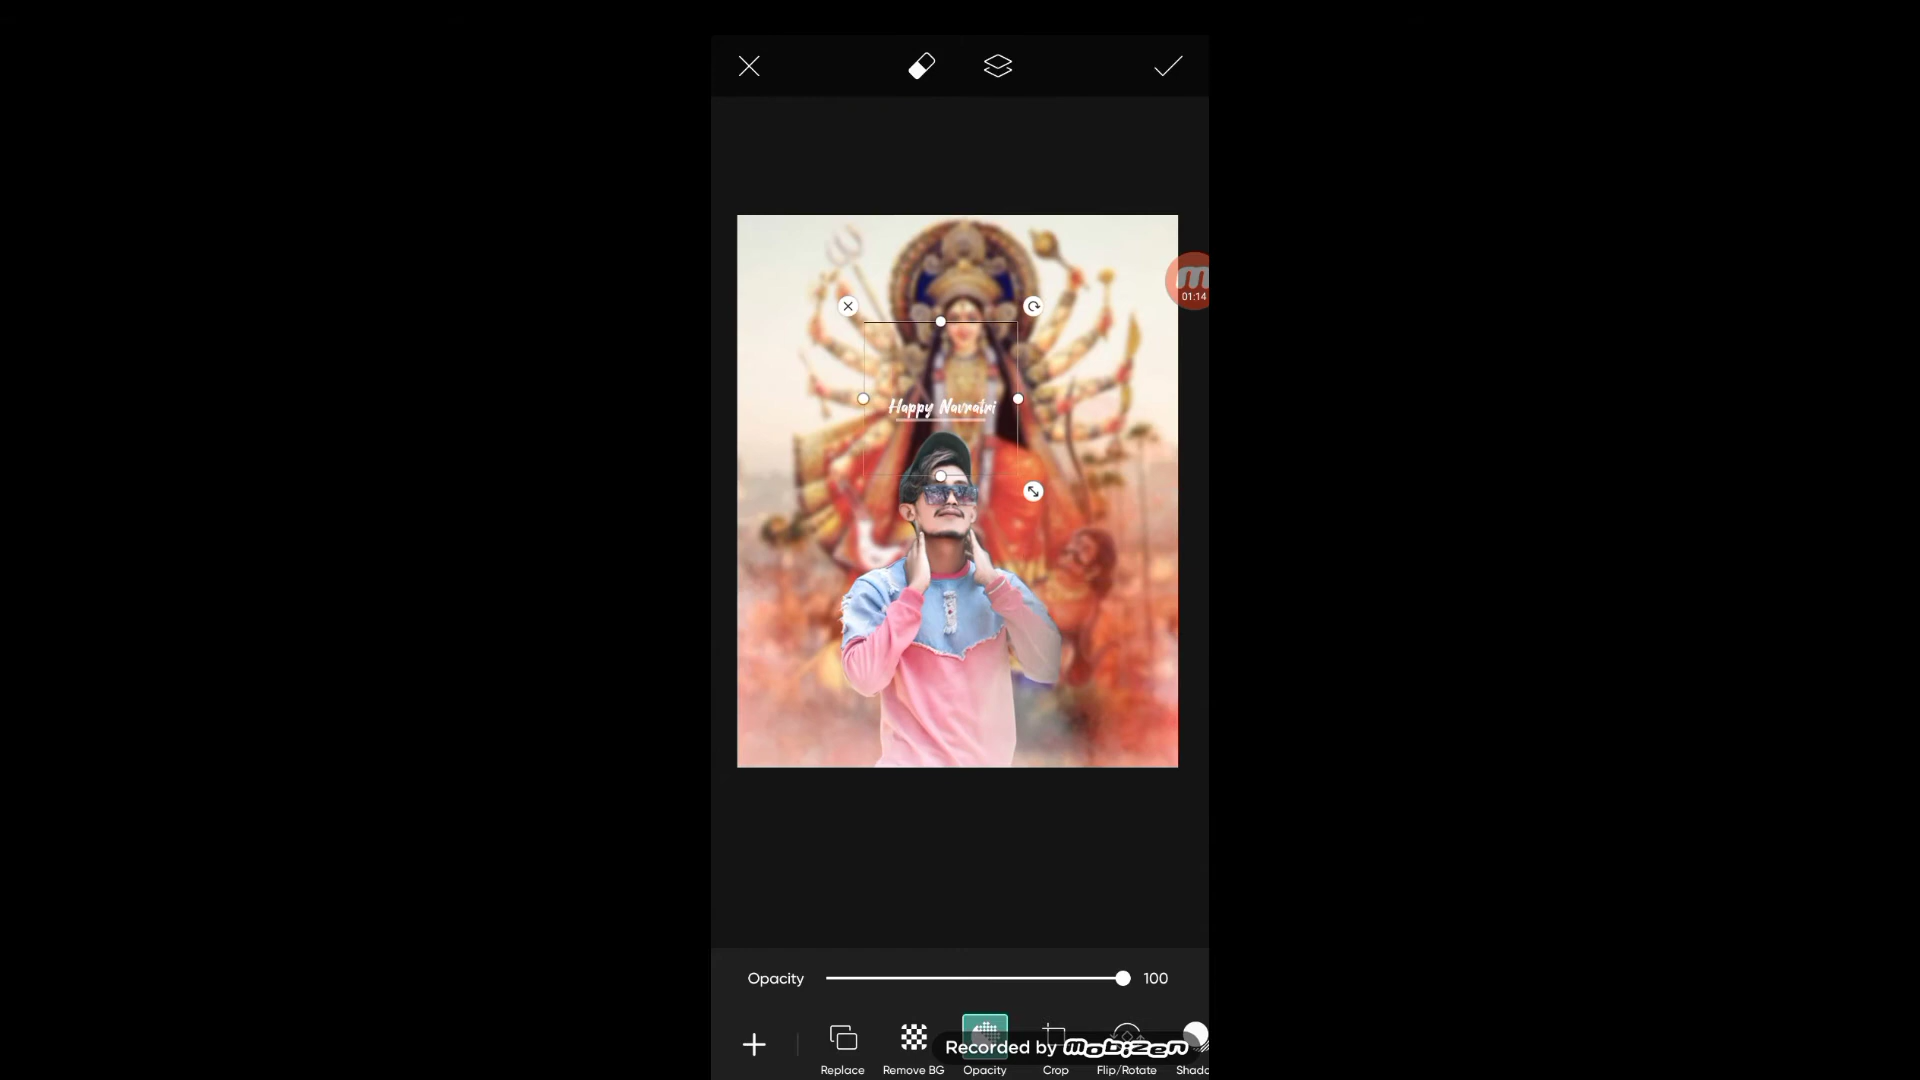 01:14
Happy Navratri
Opacity 100
Recorded by mobizen
Replace Remove BG Opacity Crop Flip/Rotate Shado